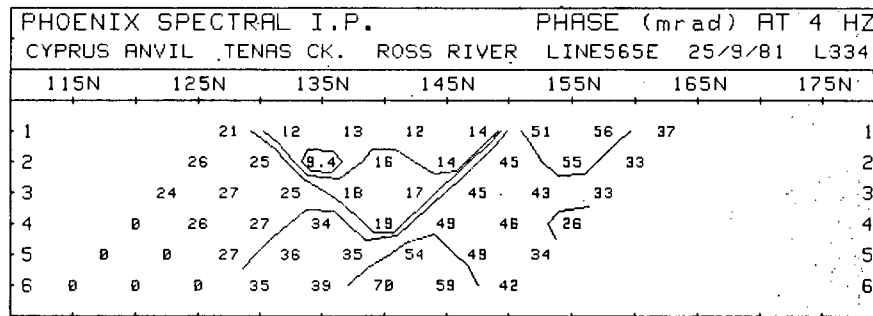 PHOENIX SPECTRAL I.P. PHASE (mrad) AT 4 HZ
CYPRUS ANVIL .TENAS CK. ROSS RIVER LINE565E 25/9/81 L334
115N 125N 135N 145N 155N 165N 175N
1 21 12 13 12 14 51 56 37 1
2 26 25 9.4 16 14 45 55 33 2
3 24 27 25 18 17 45 43 33 3
4 0 26 27 34 19 49 46 26 4
5 0 0 27 36 35 54 49 34 5
6 0 0 0 35 39 70 59 42 6